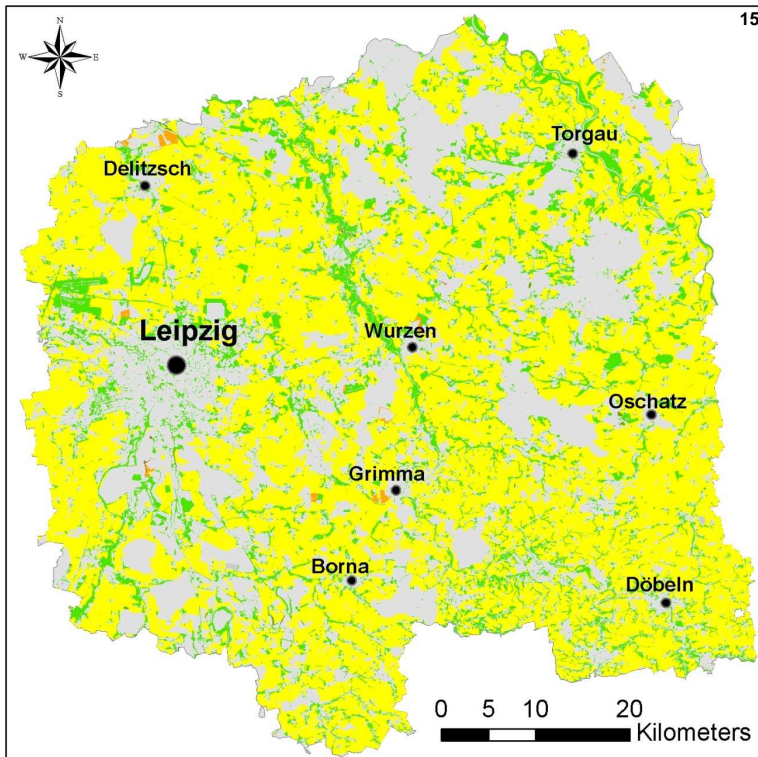 15
N
W E
S
Torgau
Delitzsch
Leipzig
Wurzen
Oschatz
Grimma
Borna
Döbeln
0 5 10 20
Kilometers